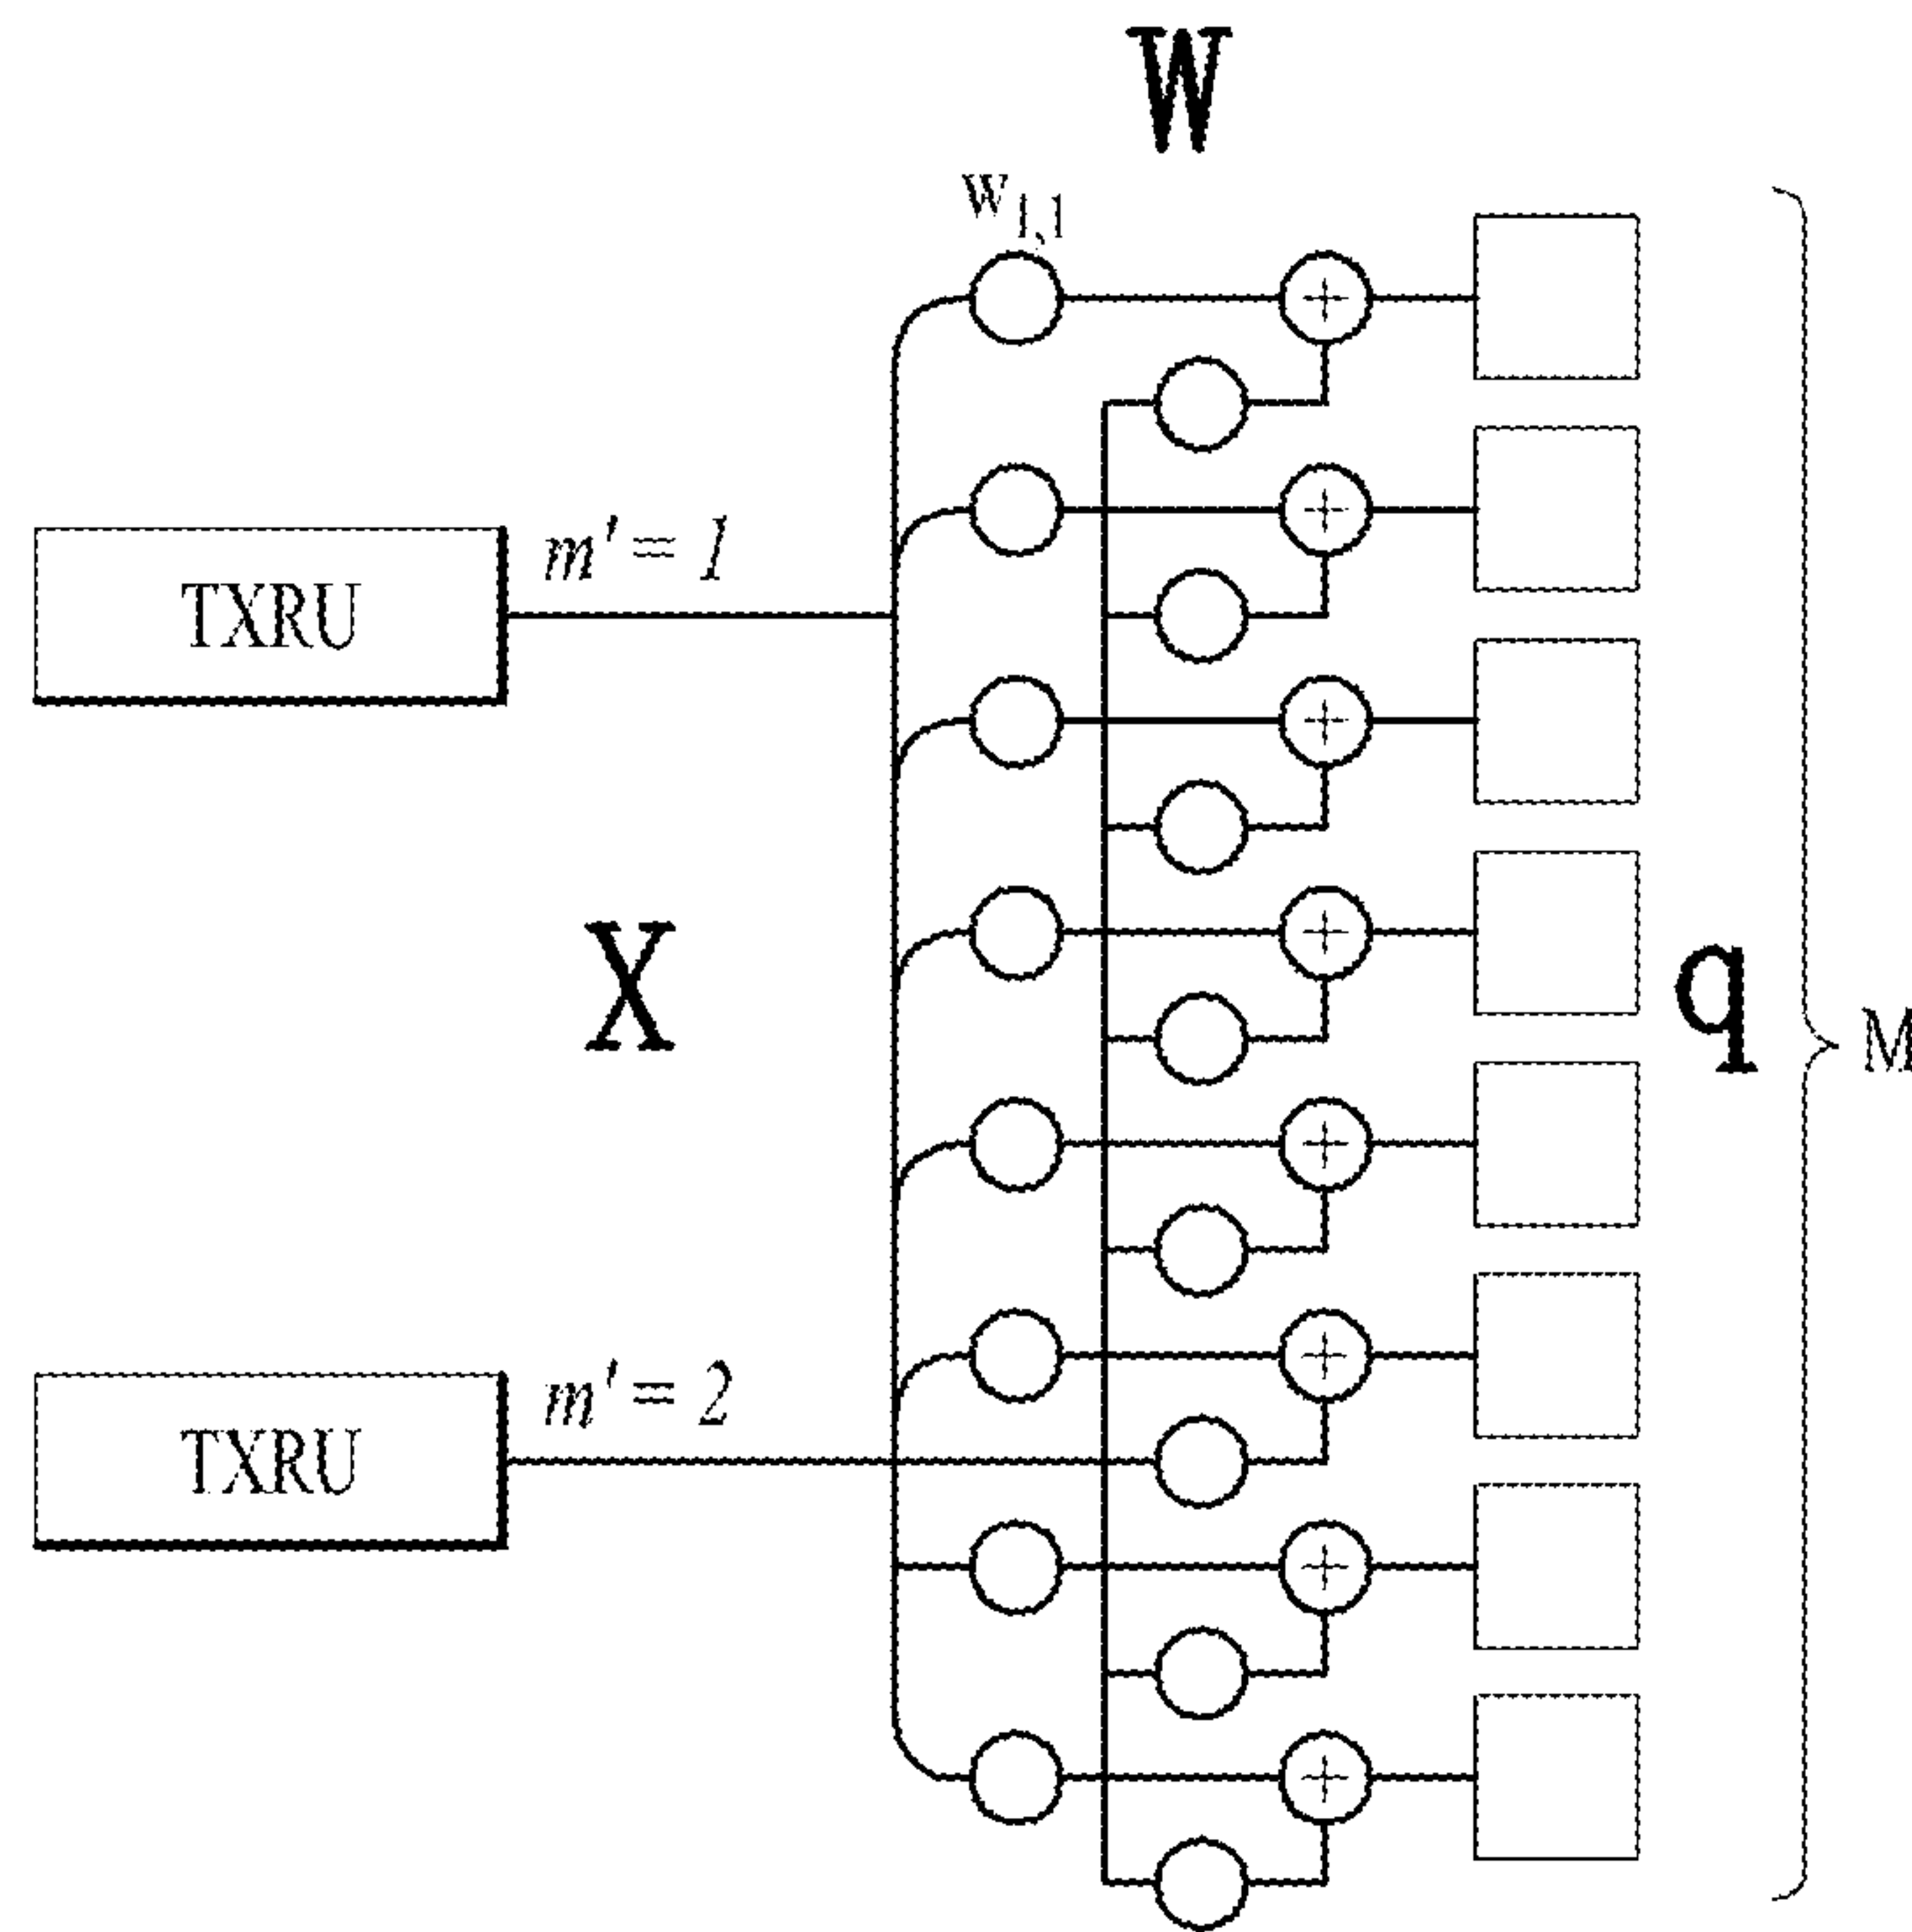 W
w1,1
m' = 1
TXRU
X
q
M
m' = 2
TXRU